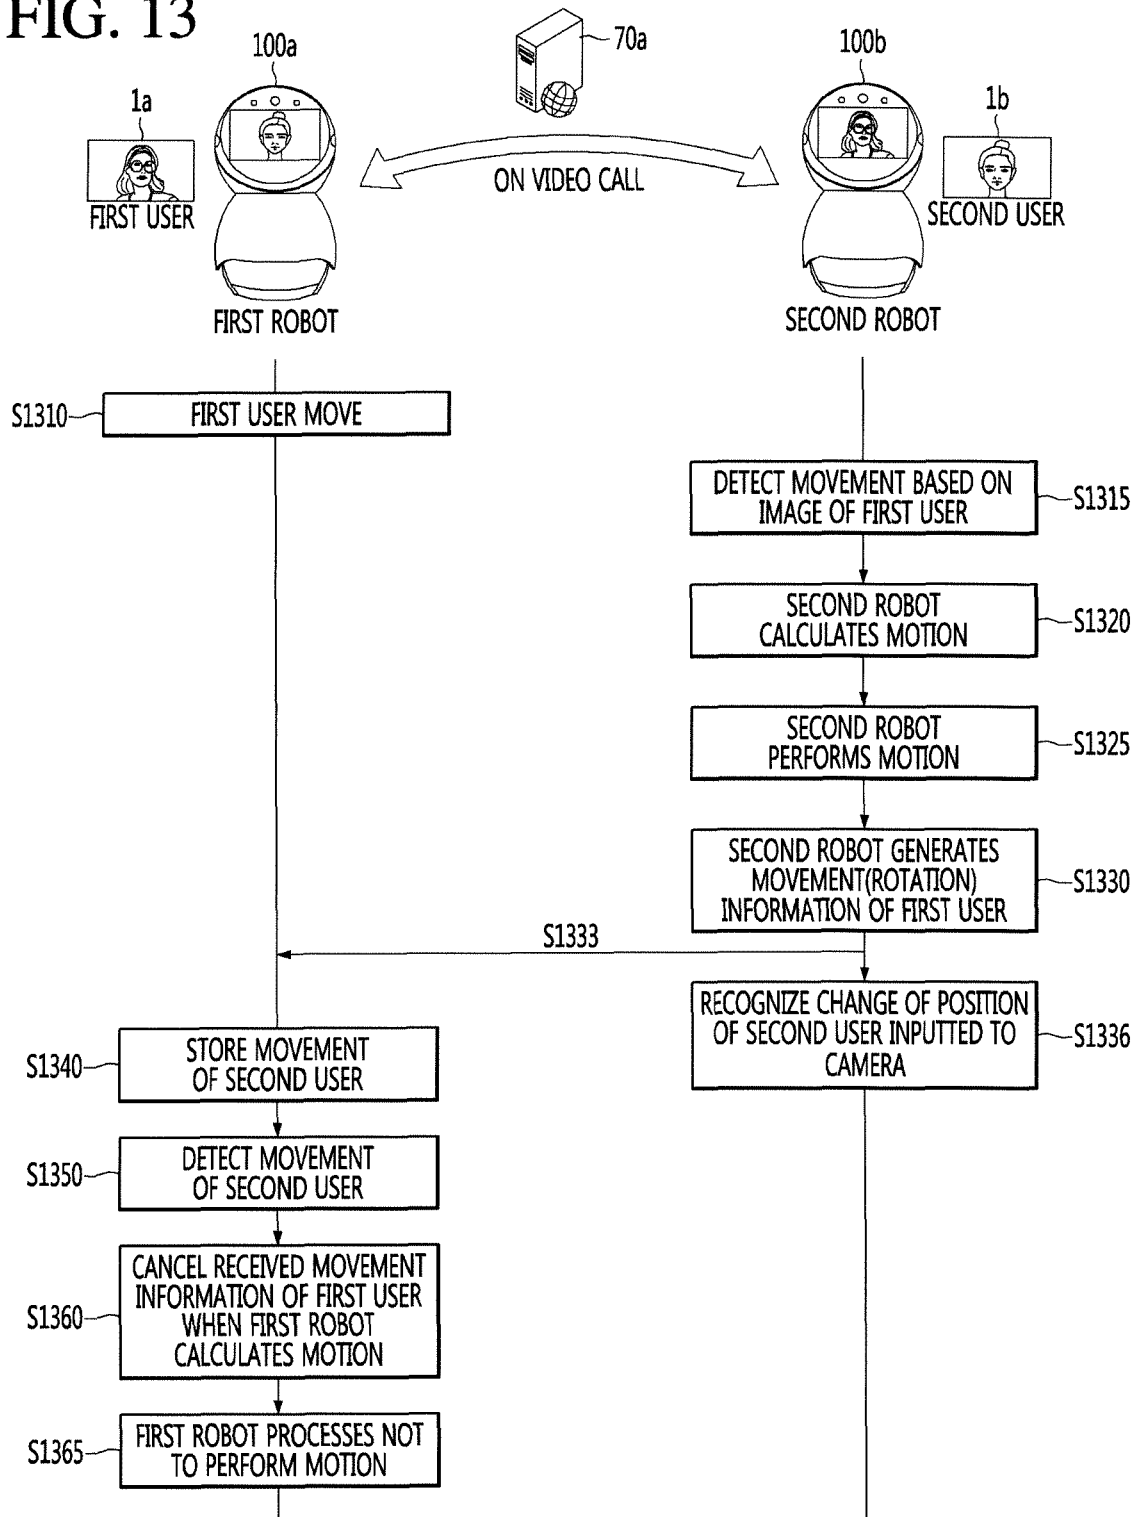 FIG. 13
100a
70a
100b
1a
1b
ON VIDEO CALL
FIRST USER
SECOND USER
FIRST ROBOT
SECOND ROBOT
S1310
FIRST USER MOVE
DETECT MOVEMENT BASED ON
IMAGE OF FIRST USER
S1315
SECOND ROBOT
CALCULATES MOTION
S1320
SECOND ROBOT
PERFORMS MOTION
S1325
SECOND ROBOT GENERATES
MOVEMENT(ROTATION)
INFORMATION OF FIRST USER
S1330
S1333
RECOGNIZE CHANGE OF POSITION
OF SECOND USER INPUTTED TO
CAMERA
S1336
S1340
STORE MOVEMENT
OF SECOND USER
S1350
DETECT MOVEMENT
OF SECOND USER
S1360
CANCEL RECEIVED MOVEMENT
INFORMATION OF FIRST USER
WHEN FIRST ROBOT
CALCULATES MOTION
S1365
FIRST ROBOT PROCESSES NOT
TO PERFORM MOTION